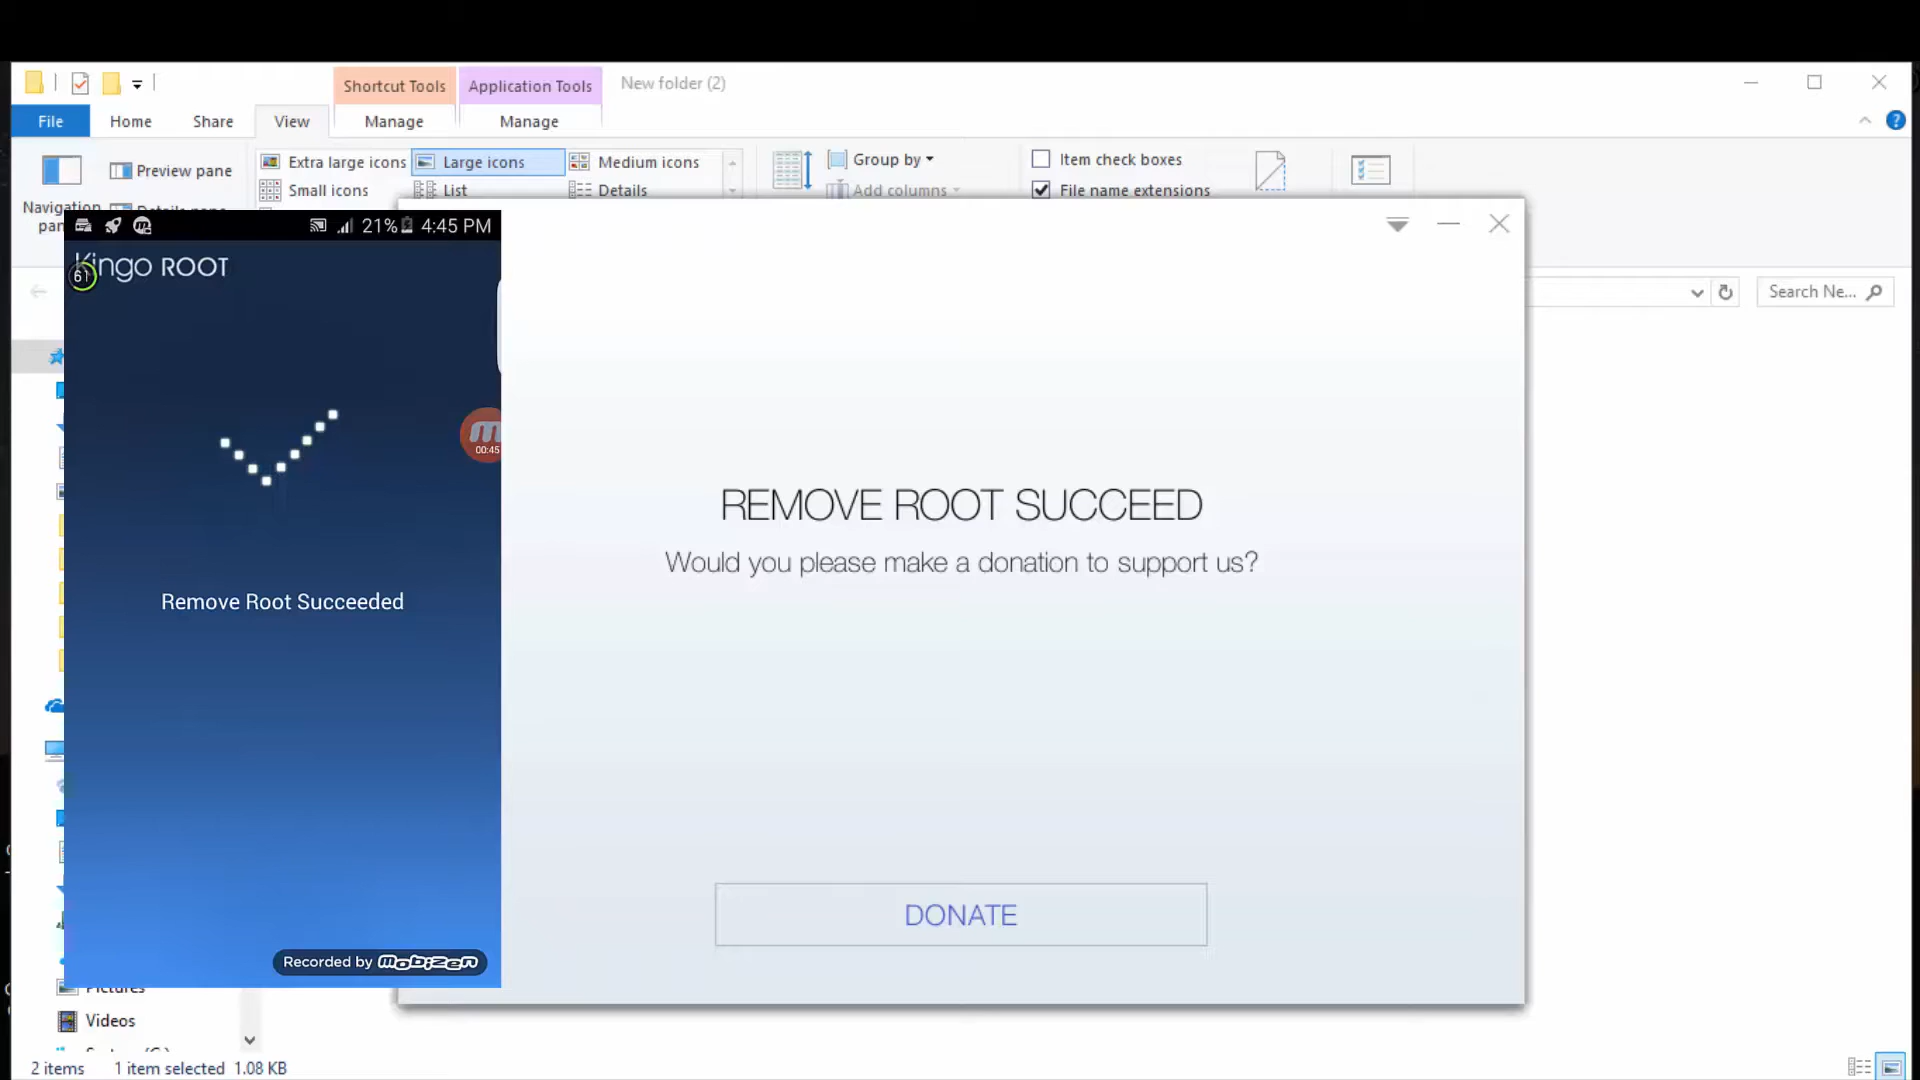 Shortcut Tools
Application Tools
New folder (2)
File
Home
Share
View
Manage
Manage
Preview pane
Extra large icons
Large icons
Medium icons
Group by
Item check boxes
Small icons
List
Details
Add columns
File name extensions
Navigation
21%
4:45 PM
Kingo ROOT
61
Search Ne...
00:45
REMOVE ROOT SUCCEED
Would you please make a donation to support us?
Remove Root Succeeded
DONATE
Recorded by mobizen
Pictures
Videos
2 items
1 item selected 1.08 KB